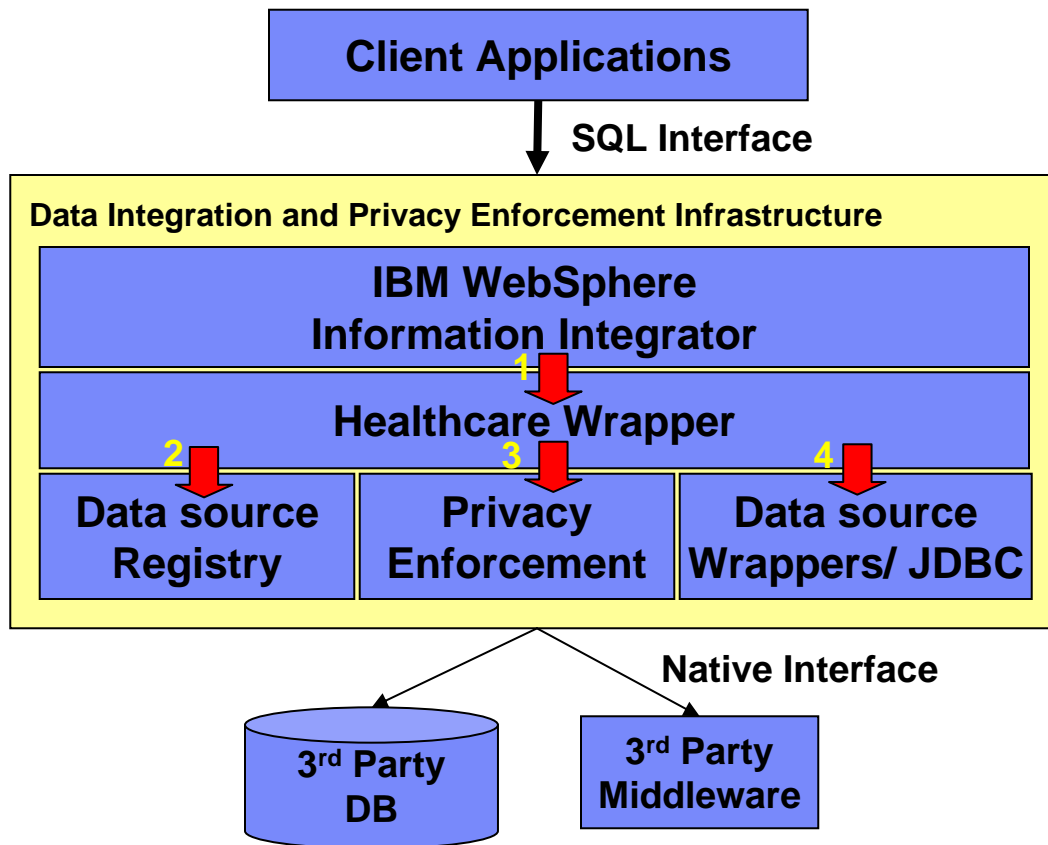 Client Applications
SQL Interface
Data Integration and Privacy Enforcement Infrastructure
IBM WebSphere
Information Integrator
1
Healthcare Wrapper
2
3
4
Data source
Registry
Privacy
Enforcement
Data source
Wrappers/ JDBC
Native Interface
3rd Party
DB
3rd Party
Middleware